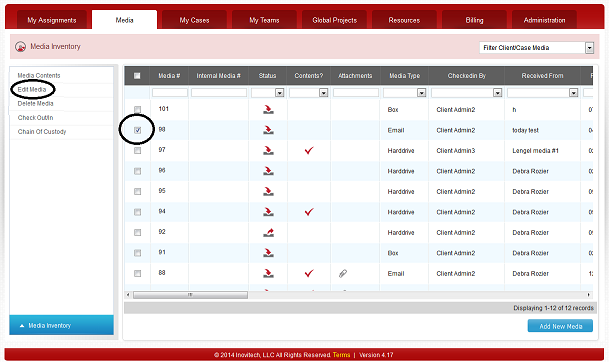 My Assignments Media My Cases My Teams Global Projects Resources Billing Administration
Media Inventory Filter Client/Case Media
Media Contents
Edit Media
Delete Media
Check Out/In
Chain Of Custody
Media Inventory
Media # Internal Media # Status Contents? Attachments Media Type Checkedin By Received From
101 Box Client Admin2 h
98 Email Client Admin2 today test
97 Harddrive Client Admin3 Lengel media #1
96 Harddrive Client Admin2 Debra Rozier
95 Harddrive Client Admin2 Debra Rozier
94 Harddrive Client Admin2 Debra Rozier
92 Harddrive Client Admin2 Debra Rozier
91 Box Client Admin2 Debra Rozier
88 Email Client Admin2 Debra Rozier
Displaying 1-12 of 12 records
Add New Media
© 2014 Inovitech, LLC All Rights Reserved. Terms | Version 4.17